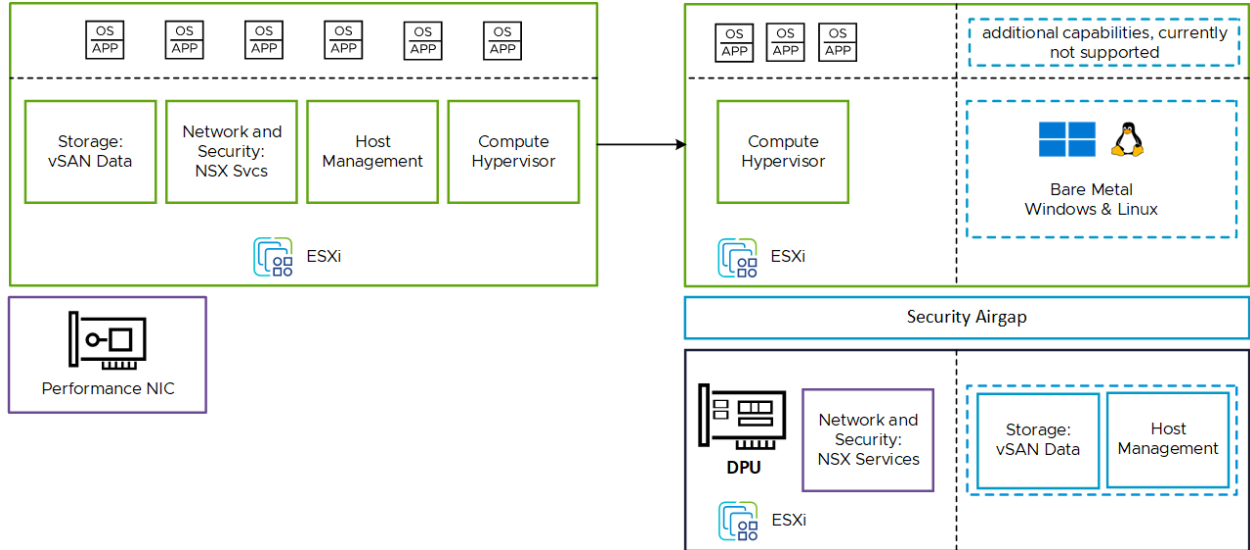 OS
APP
OS
APP
OS
APP
OS
APP
OS
APP
OS
APP
Storage:
vSAN Data
Network and
Security:
NSX Svcs
Host
Management
Compute
Hypervisor
ESXi
Performance NIC
OS
APP
OS
APP
OS
APP
additional capabilities, currently
not supported
Compute
Hypervisor
Bare Metal
Windows & Linux
ESXi
Security Airgap
DPU
Network and
Security:
NSX Services
Storage:
vSAN Data
Host
Management
ESXi